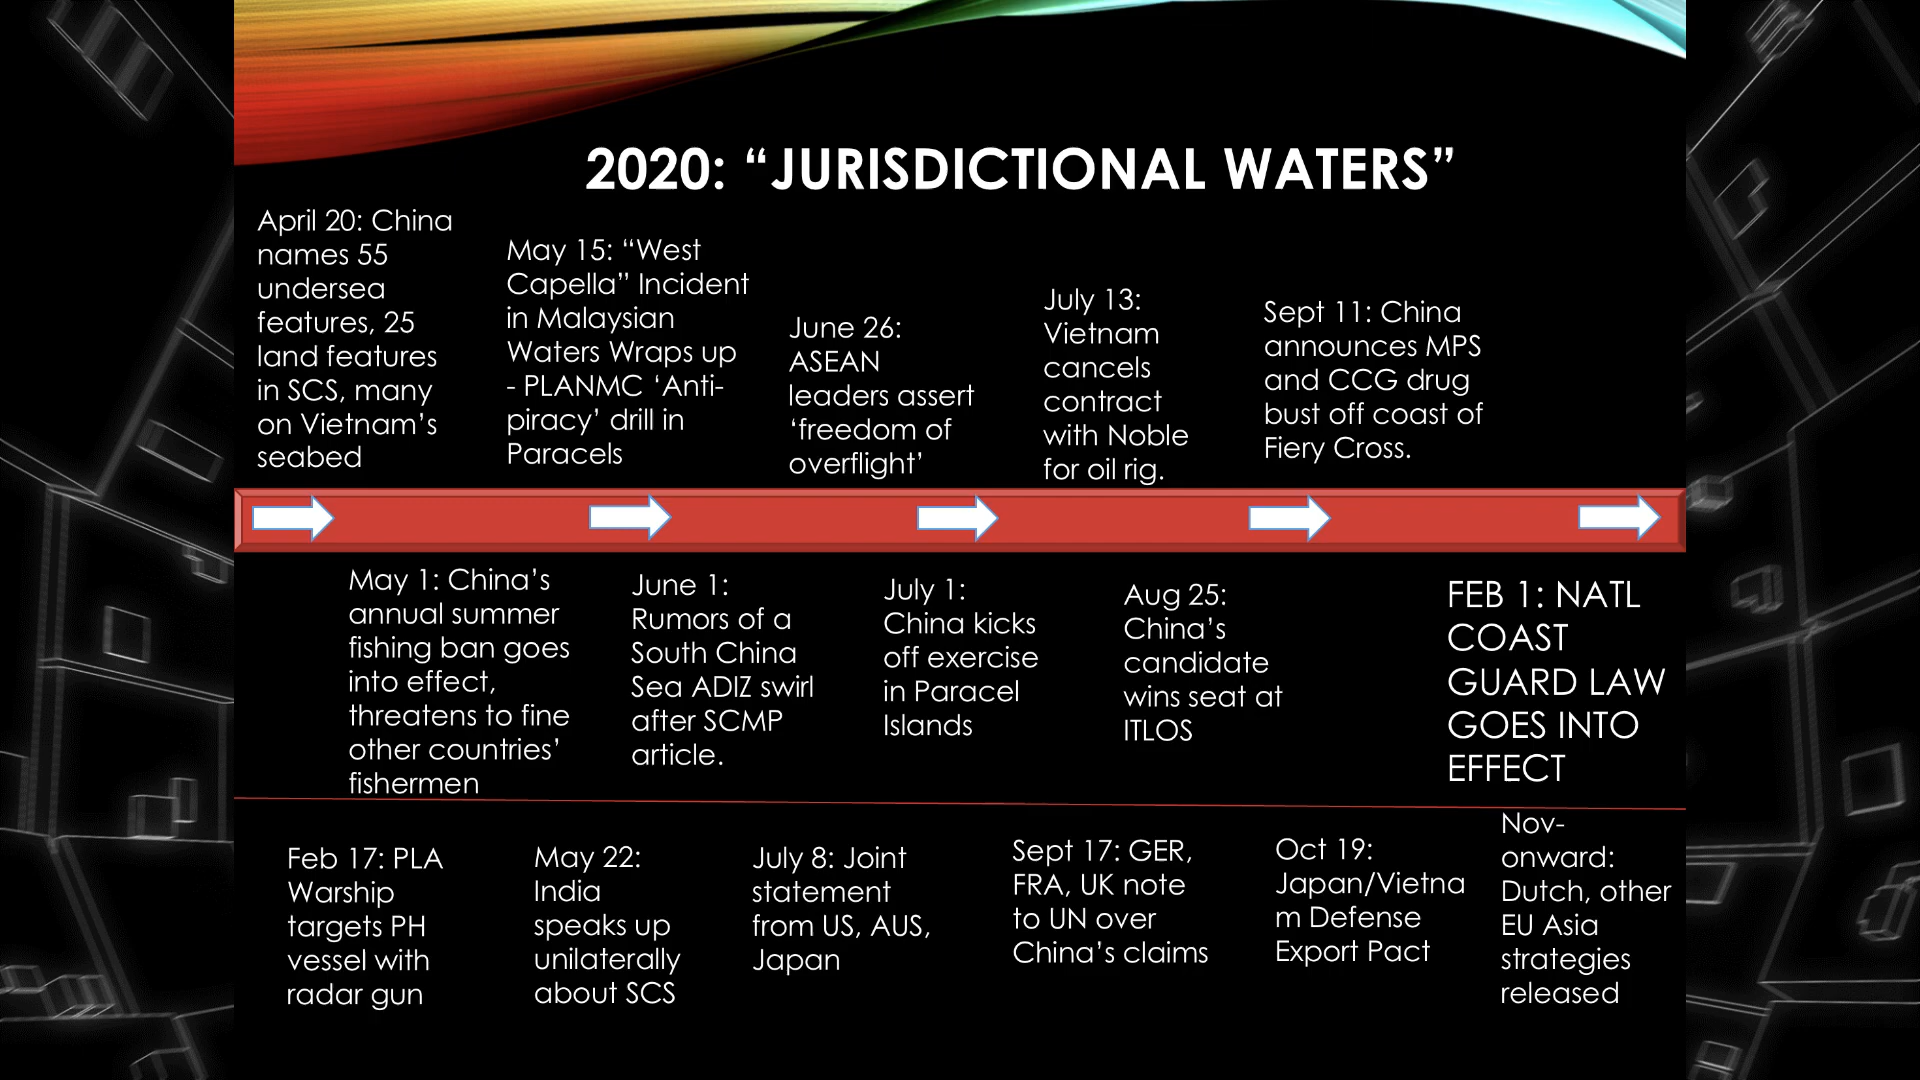 2020: “JURISDICTIONAL WATERS”
April 20: China
names 55
undersea
features, 25
land features
in SCS, many
on Vietnam’s
seabed
May 15: “West
Capella” Incident
in Malaysian
Waters Wraps up
- PLANMC ‘Anti-
piracy’ drill in
Paracels
June 26:
ASEAN
leaders assert
‘freedom of
overflight’
July 13:
Vietnam
cancels
contract
with Noble
for oil rig.
Sept 11: China
announces MPS
and CCG drug
bust off coast of
Fiery Cross.
May 1: China’s
annual summer
fishing ban goes
into effect,
threatens to fine
other countries’
fishermen
June 1:
Rumors of a
South China
Sea ADIZ swirl
after SCMP
article.
July 1:
China kicks
off exercise
in Paracel
Islands
Aug 25:
China’s
candidate
wins seat at
ITLOS
FEB 1: NATL
COAST
GUARD LAW
GOES INTO
EFFECT
Feb 17: PLA
Warship
targets PH
vessel with
radar gun
May 22:
India
speaks up
unilaterally
about SCS
July 8: Joint
statement
from US, AUS,
Japan
Sept 17: GER,
FRA, UK note
to UN over
China’s claims
Oct 19:
Japan/Vietna
m Defense
Export Pact
Nov-
onward:
Dutch, other
EU Asia
strategies
released